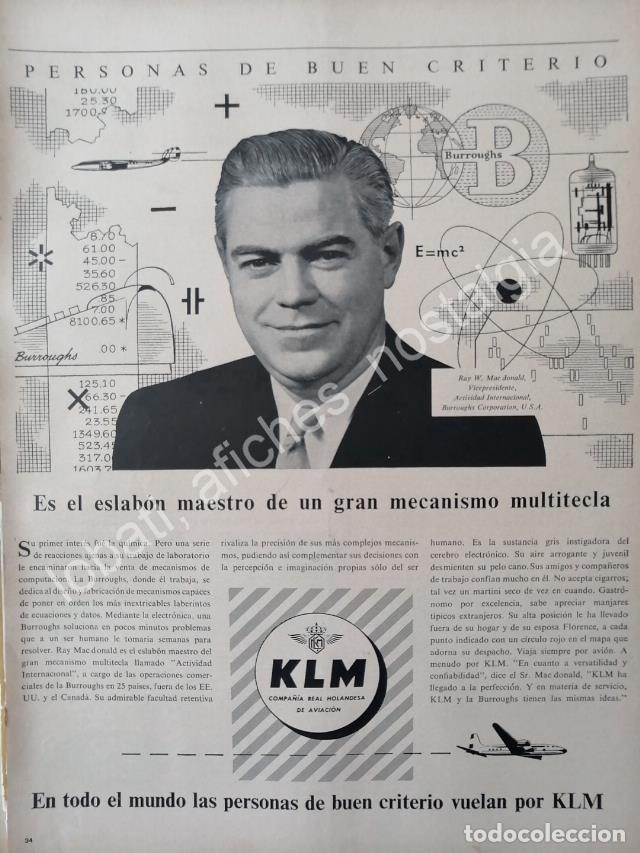 PERSONAS DE BUEN CRITERIO
180.00
25.30
1700.
+
Burroughs
B
−
E=mc²
8.70
61.00
45.00
35.60
526.30
.85
7.00
8100.65*
.00*
Burroughs
Ray W. Macdonald,
Vicepresidente,
Actividad Internacional,
Burroughs Corporation, U.S.A.
125.10
66.30
241.65
23.55
1349.60
523.4
317.
1603.7
Es el eslabón maestro de un gran mecanismo multitecla
Su primer interés fué la química. Pero una serie
de reacciones ajenas a su trabajo de laboratorio
le encaminó a la venta de mecanismos de
computación. La Burroughs, donde él trabaja, se
dedica al diseño y fabricación de mecanismos capaces
de poner en orden los más inextricables laberintos
de ecuaciones y datos. Mediante la electrónica, una
Burroughs soluciona en pocos minutos problemas
que a un ser humano le tomaría semanas para
resolver. Ray Macdonald es el eslabón maestro del
gran mecanismo multitecla llamado "Actividad
Internacional", a cargo de las operaciones comer-
ciales de la Burroughs en 25 países, fuera de los EE.
UU. y el Canadá. Su admirable facultad retentiva
rivaliza la precisión de sus más complejos mecanis-
mos, pudiendo así complementar sus decisiones con
la percepción e imaginación propias sólo del ser
humano. Es la sustancia gris instigadora del
cerebro electrónico. Su aire arrogante y juvenil
desmienten su pelo cano. Sus amigos y compañeros
de trabajo confían mucho en él. No acepta cigarros;
tal vez un martini seco de vez en cuando. Gastró-
nomo por excelencia, sabe apreciar manjares
típicos extranjeros. Su alta posición le ha llevado
fuera de su hogar y de su esposa Florence, a cada
punto indicado con un círculo rojo en el mapa que
adorna su despacho. Viaja siempre por avión. A
menudo por KLM. "En cuanto a versatilidad y
confiabilidad", dice el Sr. Macdonald, "KLM ha
llegado a la perfección. Y en materia de servicio,
KLM y la Burroughs tienen las mismas ideas."
KLM
COMPAÑÍA REAL HOLANDESA
DE AVIACIÓN
En todo el mundo las personas de buen criterio vuelan por KLM
34
lobati, afiches nostalgia
todocoleccion